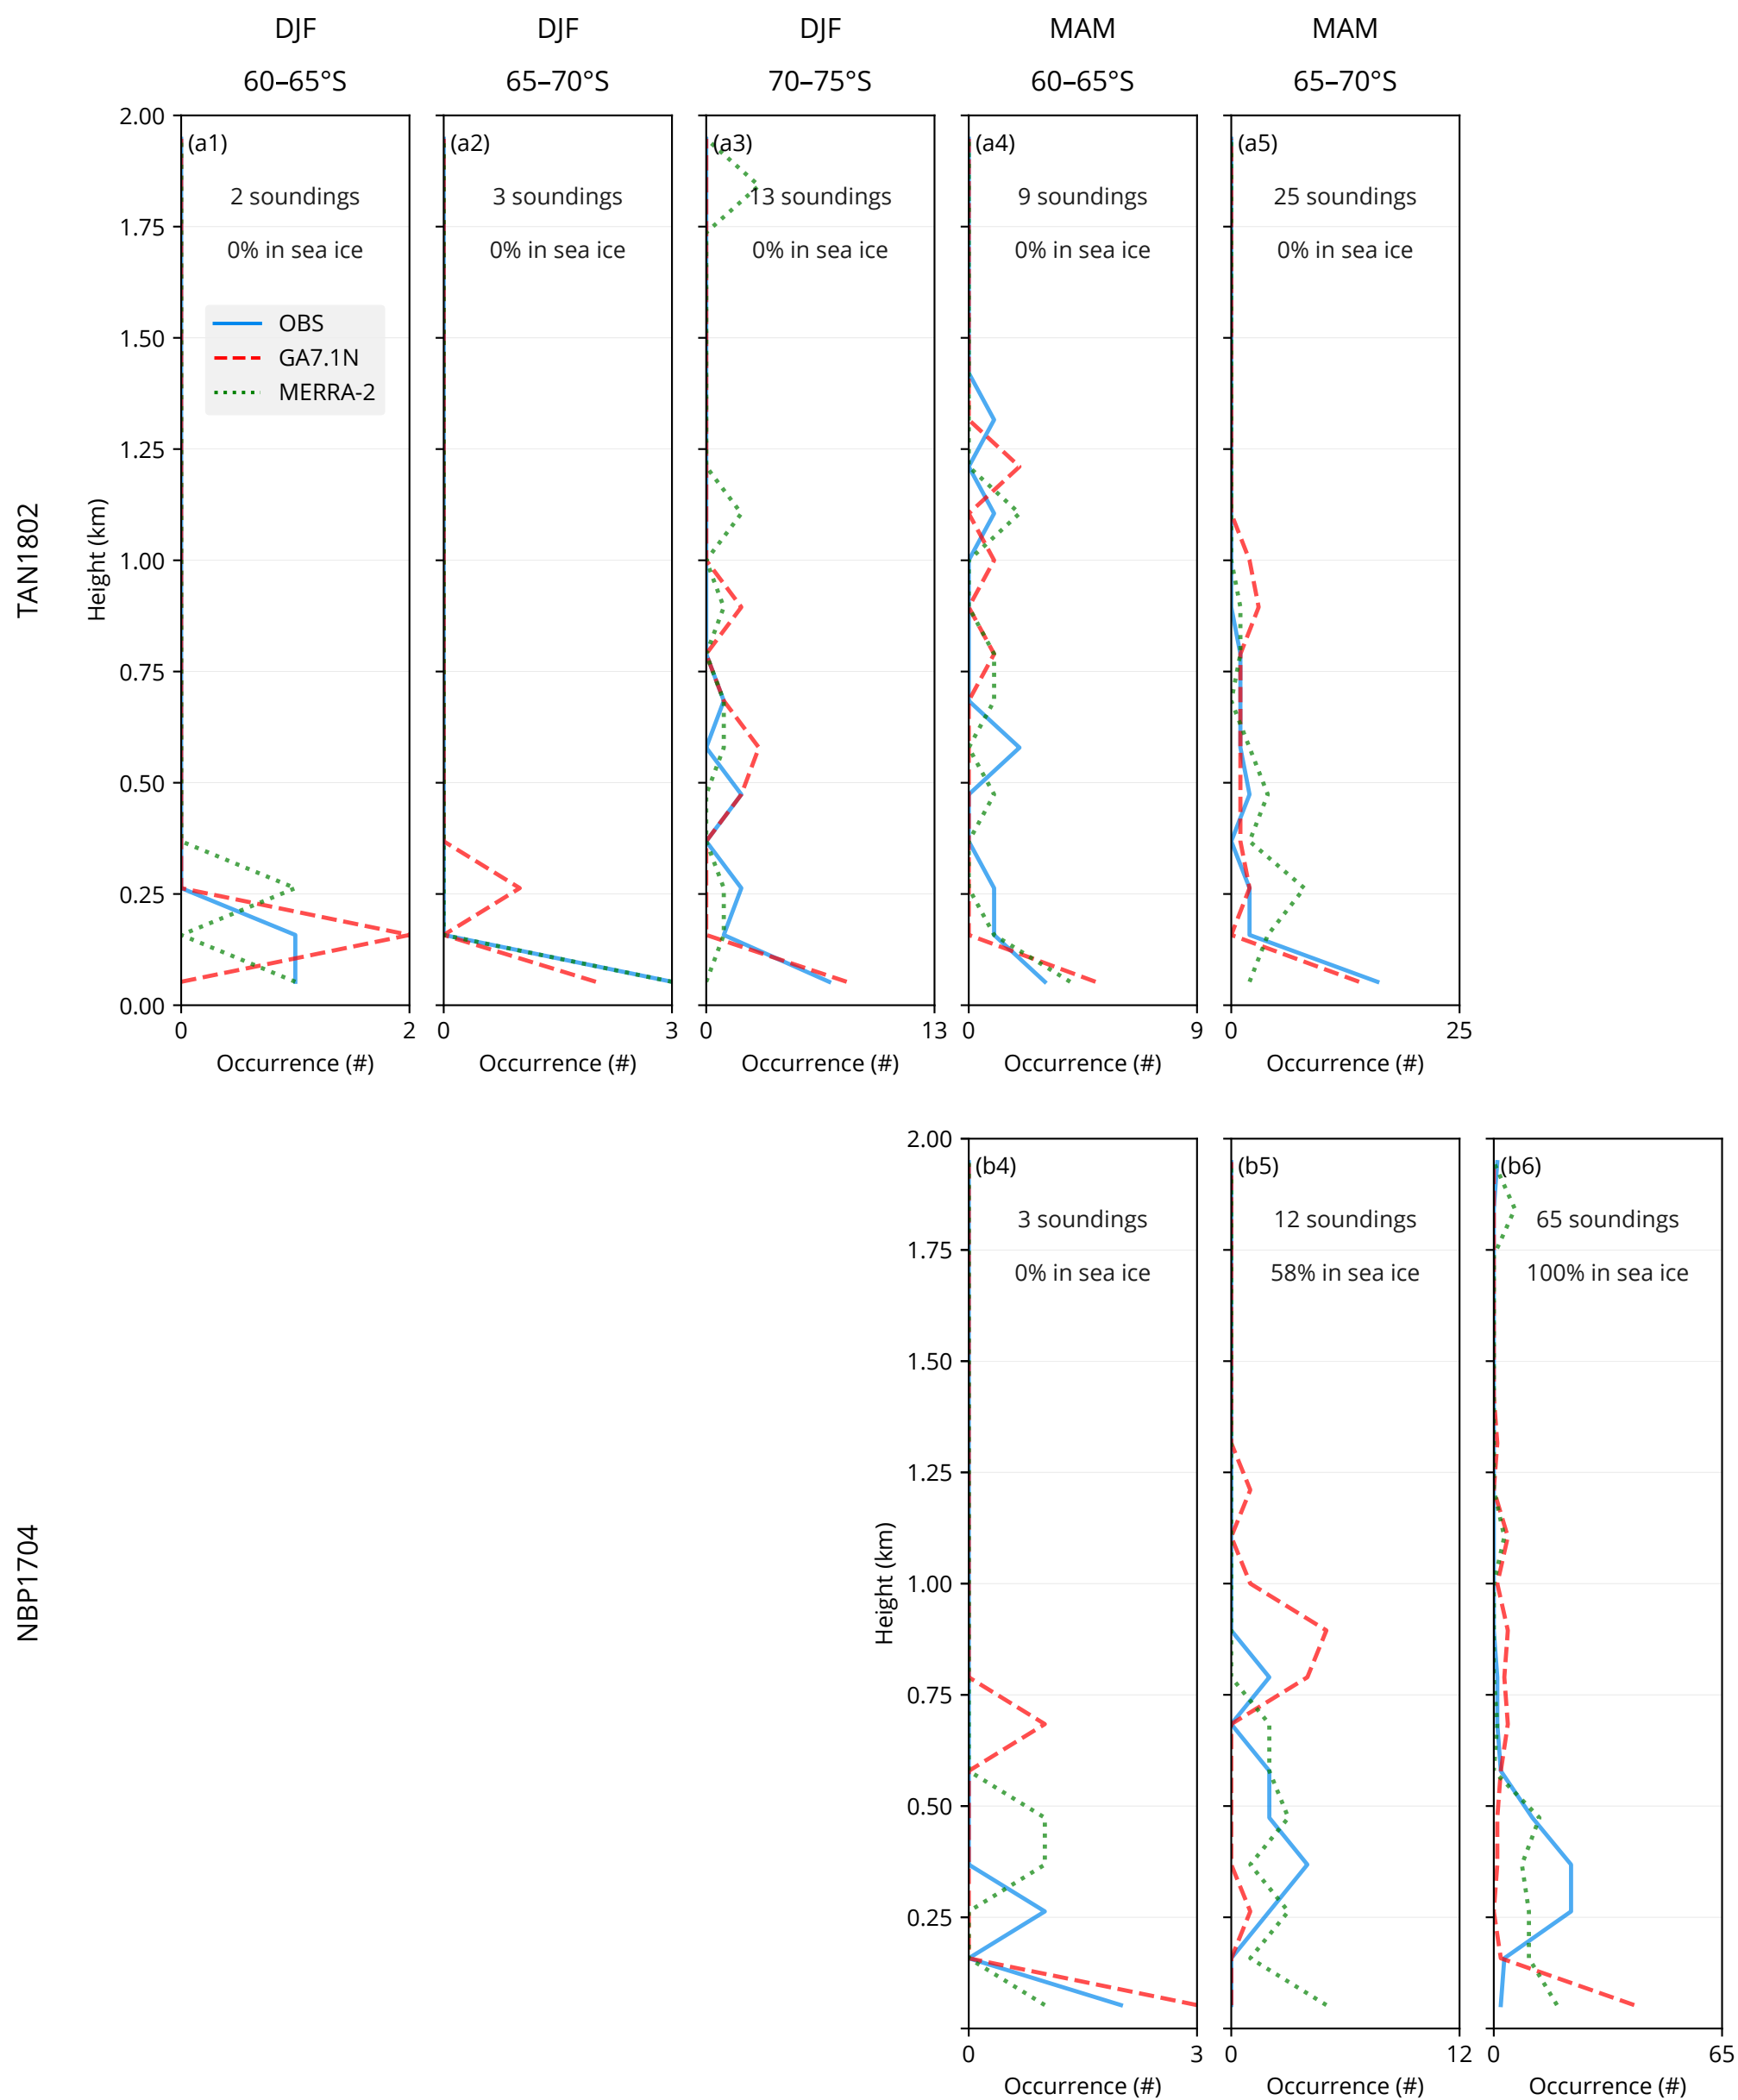 DJF
DJF
DJF
MAM
MAM
60–65°S
65–70°S
70–75°S
60–65°S
65–70°S
TAN1802
Height (km)
2.00
1.75
1.50
1.25
1.00
0.75
0.50
0.25
0.00
(a1)
2 soundings
0% in sea ice
OBS
GA7.1N
MERRA-2
0
2
Occurrence (#)
(a2)
3 soundings
0% in sea ice
0
3
Occurrence (#)
(a3)
13 soundings
0% in sea ice
0
13
Occurrence (#)
(a4)
9 soundings
0% in sea ice
0
9
Occurrence (#)
(a5)
25 soundings
0% in sea ice
0
25
Occurrence (#)
NBP1704
Height (km)
2.00
1.75
1.50
1.25
1.00
0.75
0.50
0.25
(b4)
3 soundings
0% in sea ice
0
3
Occurrence (#)
(b5)
12 soundings
58% in sea ice
0
12
Occurrence (#)
(b6)
65 soundings
100% in sea ice
0
65
Occurrence (#)